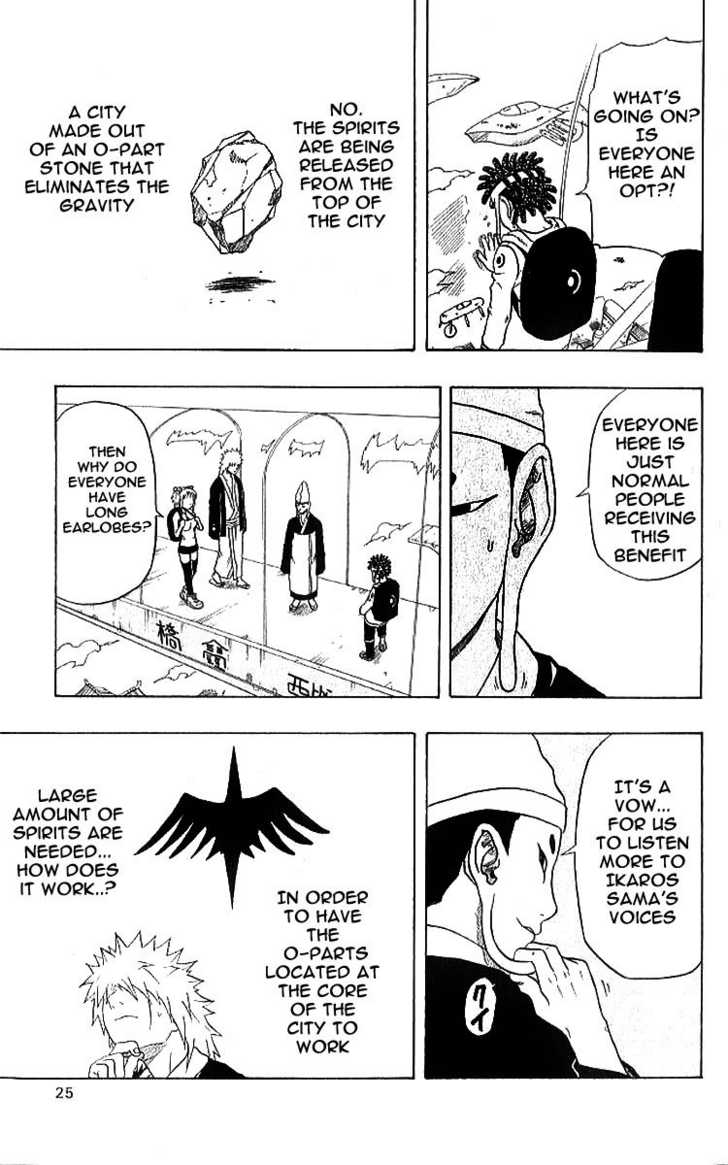 WHAT'S
GOING ON?
IS
EVERYONE
HERE AN
OPT?!
NO.
THE SPIRITS
ARE BEING
RELEASED
FROM THE
TOP OF
THE CITY
A CITY
MADE OUT
OF AN O-PART
STONE THAT
ELIMINATES THE
GRAVITY
EVERYONE
HERE IS
JUST
NORMAL
PEOPLE
RECEIVING
THIS
BENEFIT
THEN
WHY DO
EVERYONE
HAVE
LONG
EARLOBES?
橋
西
IT'S A
VOW...
FOR US
TO LISTEN
MORE TO
IKAROS
SAMA'S
VOICES
クイ
IN ORDER
TO HAVE
THE
O-PARTS
LOCATED AT
THE CORE
OF THE
CITY TO
WORK
LARGE
AMOUNT OF
SPIRITS ARE
NEEDED...
HOW DOES
IT WORK..?
25